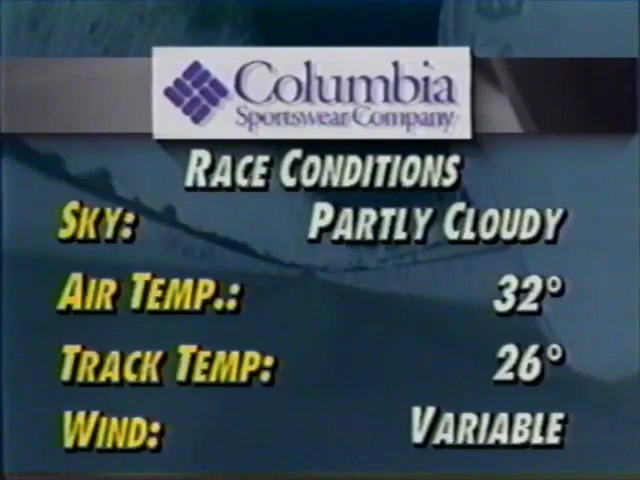 Columbia
Sportswear Company
RACE CONDITIONS
SKY: PARTLY CLOUDY
AIR TEMP.: 32°
TRACK TEMP: 26°
WIND: VARIABLE